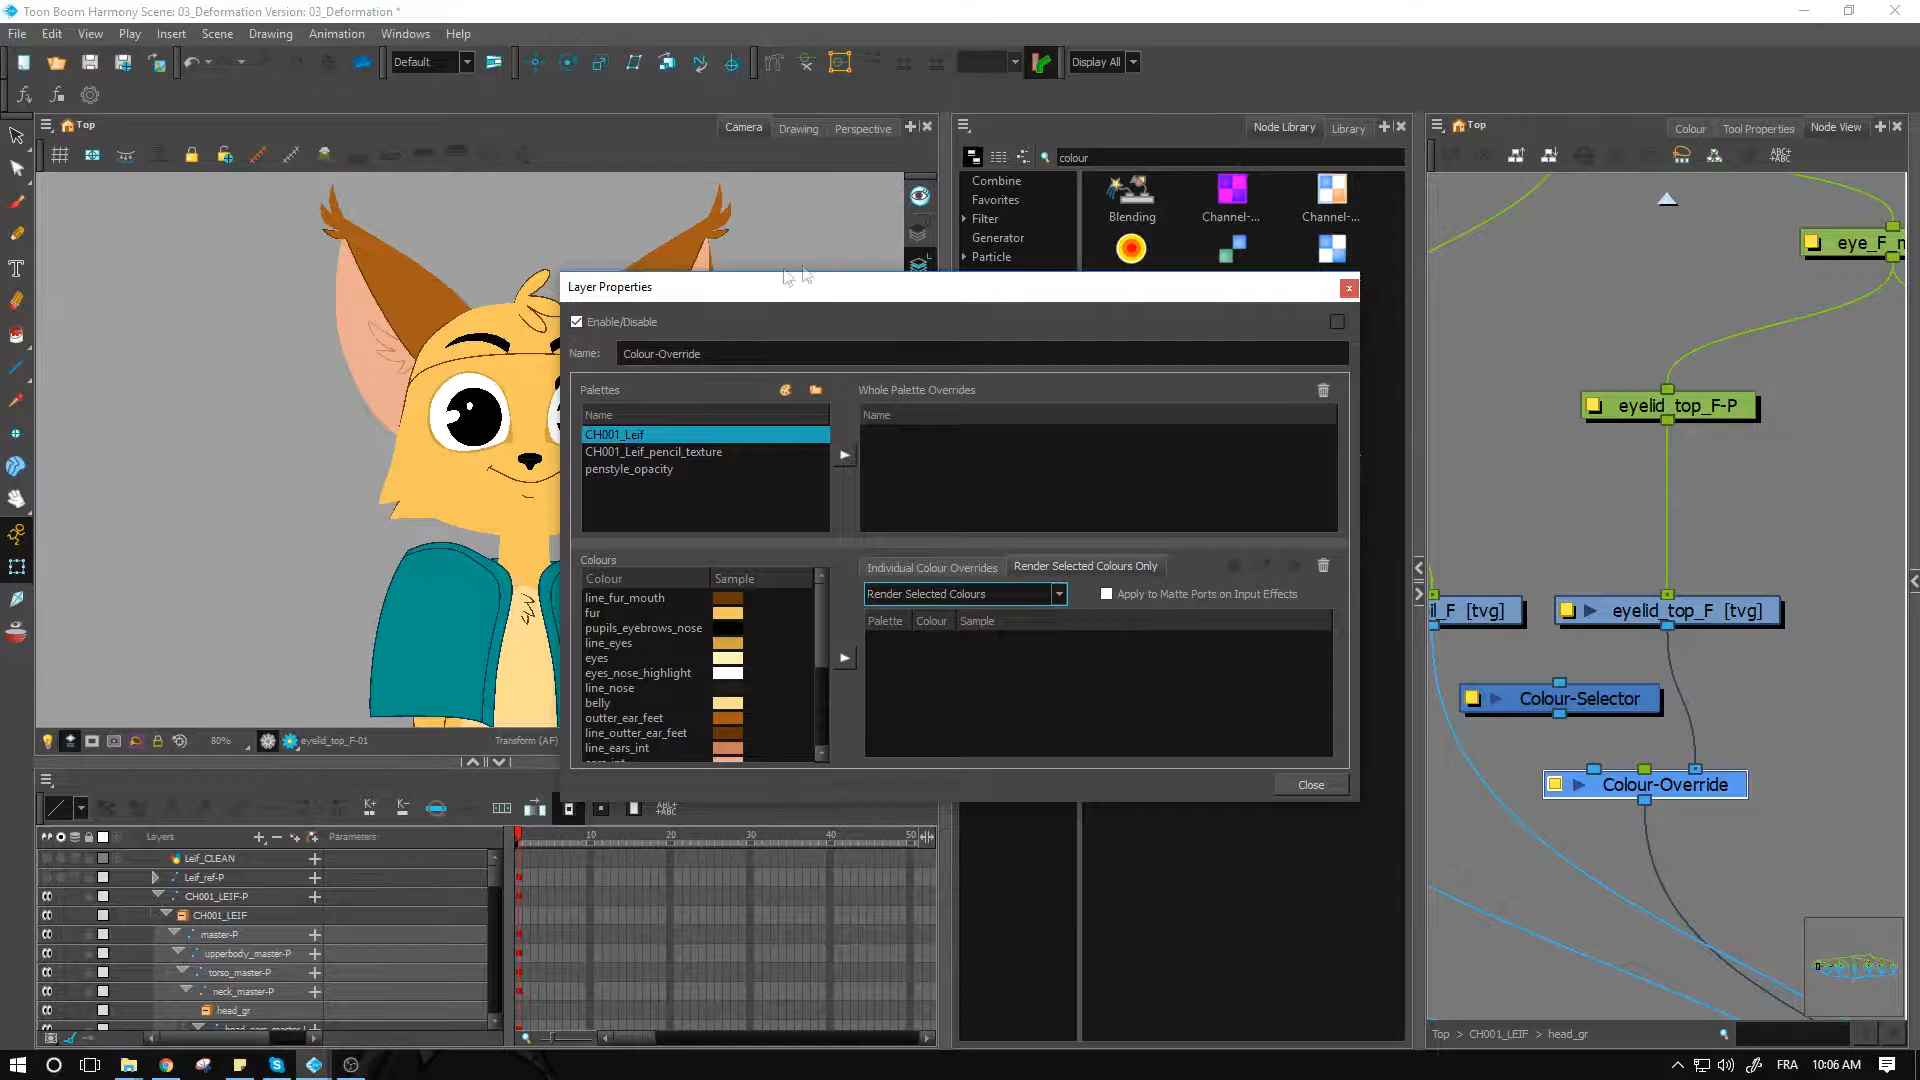 Toon Boom Harmony Scene: 03_Deformation Version: 03_Deformation *
File Edit View Play Insert Scene Drawing Animation Windows Help
Default
Display All
Top
Camera Drawing Perspective
Node Library Library
Top
Colour Tool Properties Node View
ABC+
+ABC
colour
Combine
Favorites
Filter
Generator
Particle
Blending Channel-... Channel-...
Layer Properties
Enable/Disable
Name: Colour-Override
Palettes
Name
CH001_Leif
CH001_Leif_pencil_texture
penstyle_opacity
Whole Palette Overrides
Name
Colours
Colour Sample
line_fur_mouth
fur
pupils_eyebrows_nose
line_eyes
eyes
eyes_nose_highlight
line_nose
belly
outter_ear_feet
line_outter_ear_feet
line_ears_int
Individual Colour Overrides Render Selected Colours Only
Render Selected Colours
Apply to Matte Ports on Input Effects
Palette Colour Sample
Close
eyelid_top_F-P
_F [tvg]
eyelid_top_F [tvg]
Colour-Selector
Colour-Override
80% eyelid_top_F-01 Transform (AF)
K+ K-
ABC+
+ABC
Layers Parameters
10 20 30 40 50
Leif_CLEAN
Leif_ref-P
CH001_LEIF-P
CH001_LEIF
master-P
upperbody_master-P
torso_master-P
neck_master-P
head_gr
Top > CH001_LEIF > head_gr
FRA 10:06 AM